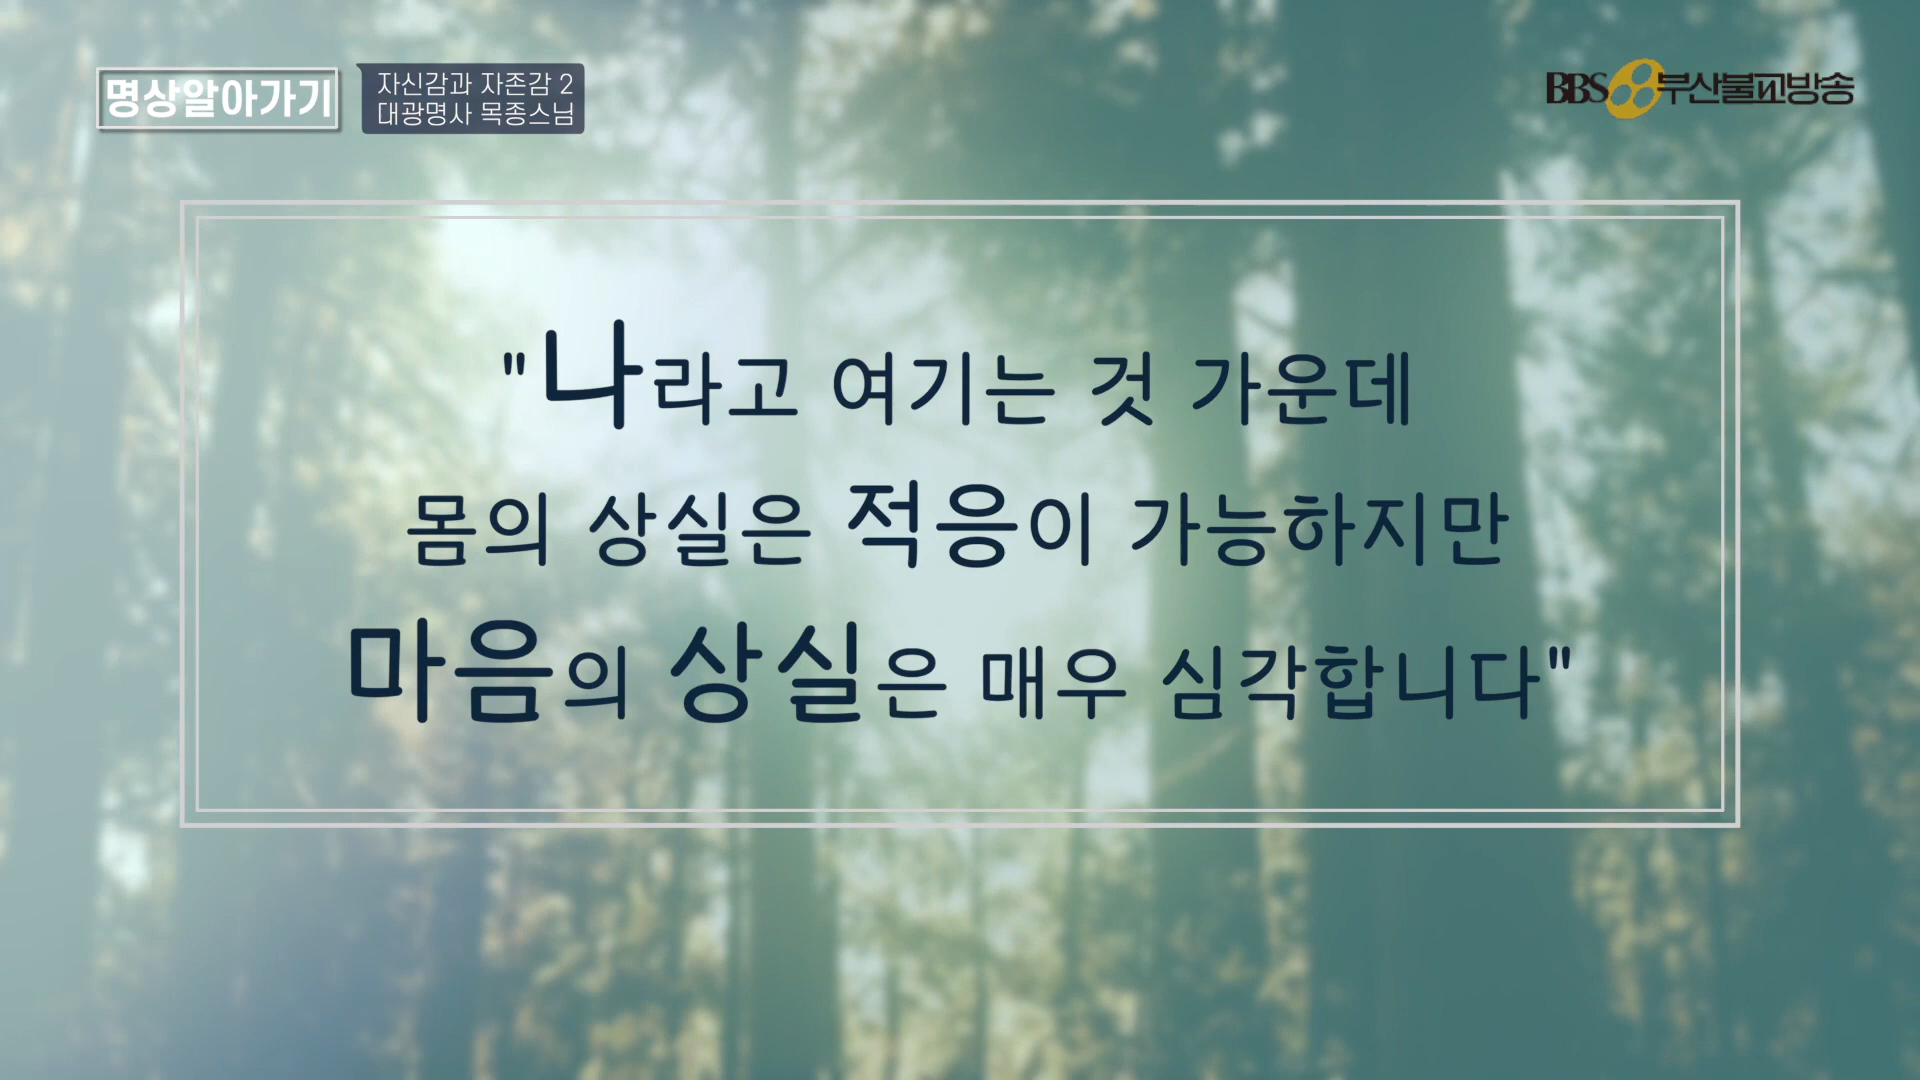 명상알아가기
자신감과 자존감 2
대광명사 목종스님
BBS 부산불교방송
"나라고 여기는 것 가운데
몸의 상실은 적응이 가능하지만
마음의 상실은 매우 심각합니다"